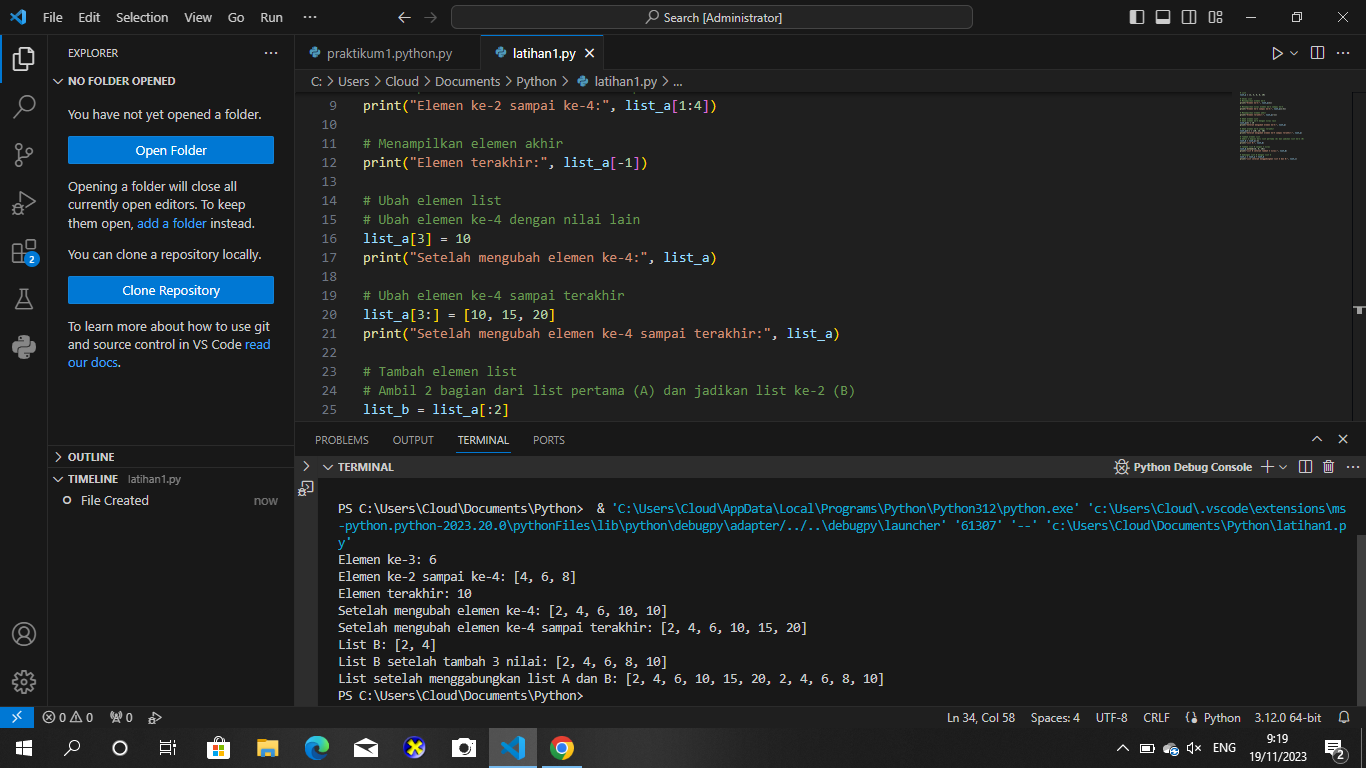 File Edit Selection View Go Run ···
Search [Administrator]
EXPLORER ···
NO FOLDER OPENED
You have not yet opened a folder.
Open Folder
Opening a folder will close all
currently open editors. To keep
them open, add a folder instead.
You can clone a repository locally.
Clone Repository
To learn more about how to use git
and source control in VS Code read
our docs.
OUTLINE
TIMELINE latihan1.py
File Created now
2
praktikum1.python.py latihan1.py
C: > Users > Cloud > Documents > Python > latihan1.py > ...
9 print("Elemen ke-2 sampai ke-4:", list_a[1:4])
10
11 # Menampilkan elemen akhir
12 print("Elemen terakhir:", list_a[-1])
13
14 # Ubah elemen list
15 # Ubah elemen ke-4 dengan nilai lain
16 list_a[3] = 10
17 print("Setelah mengubah elemen ke-4:", list_a)
18
19 # Ubah elemen ke-4 sampai terakhir
20 list_a[3:] = [10, 15, 20]
21 print("Setelah mengubah elemen ke-4 sampai terakhir:", list_a)
22
23 # Tambah elemen list
24 # Ambil 2 bagian dari list pertama (A) dan jadikan list ke-2 (B)
25 list_b = list_a[:2]
PROBLEMS OUTPUT TERMINAL PORTS
TERMINAL
Python Debug Console
PS C:\Users\Cloud\Documents\Python>  & 'C:\Users\Cloud\AppData\Local\Programs\Python\Python312\python.exe' 'c:\Users\Cloud\.vscode\extensions\ms
-python.python-2023.20.0\pythonFiles\lib\python\debugpy\adapter/../..\debugpy\launcher' '61307' '--' 'c:\Users\Cloud\Documents\Python\latihan1.p
y'
Elemen ke-3: 6
Elemen ke-2 sampai ke-4: [4, 6, 8]
Elemen terakhir: 10
Setelah mengubah elemen ke-4: [2, 4, 6, 10, 10]
Setelah mengubah elemen ke-4 sampai terakhir: [2, 4, 6, 10, 15, 20]
List B: [2, 4]
List B setelah tambah 3 nilai: [2, 4, 6, 8, 10]
List setelah menggabungkan list A dan B: [2, 4, 6, 10, 15, 20, 2, 4, 6, 8, 10]
PS C:\Users\Cloud\Documents\Python>
0 0 0 Ln 34, Col 58 Spaces: 4 UTF-8 CRLF Python 3.12.0 64-bit
ENG 9:19
19/11/2023 2